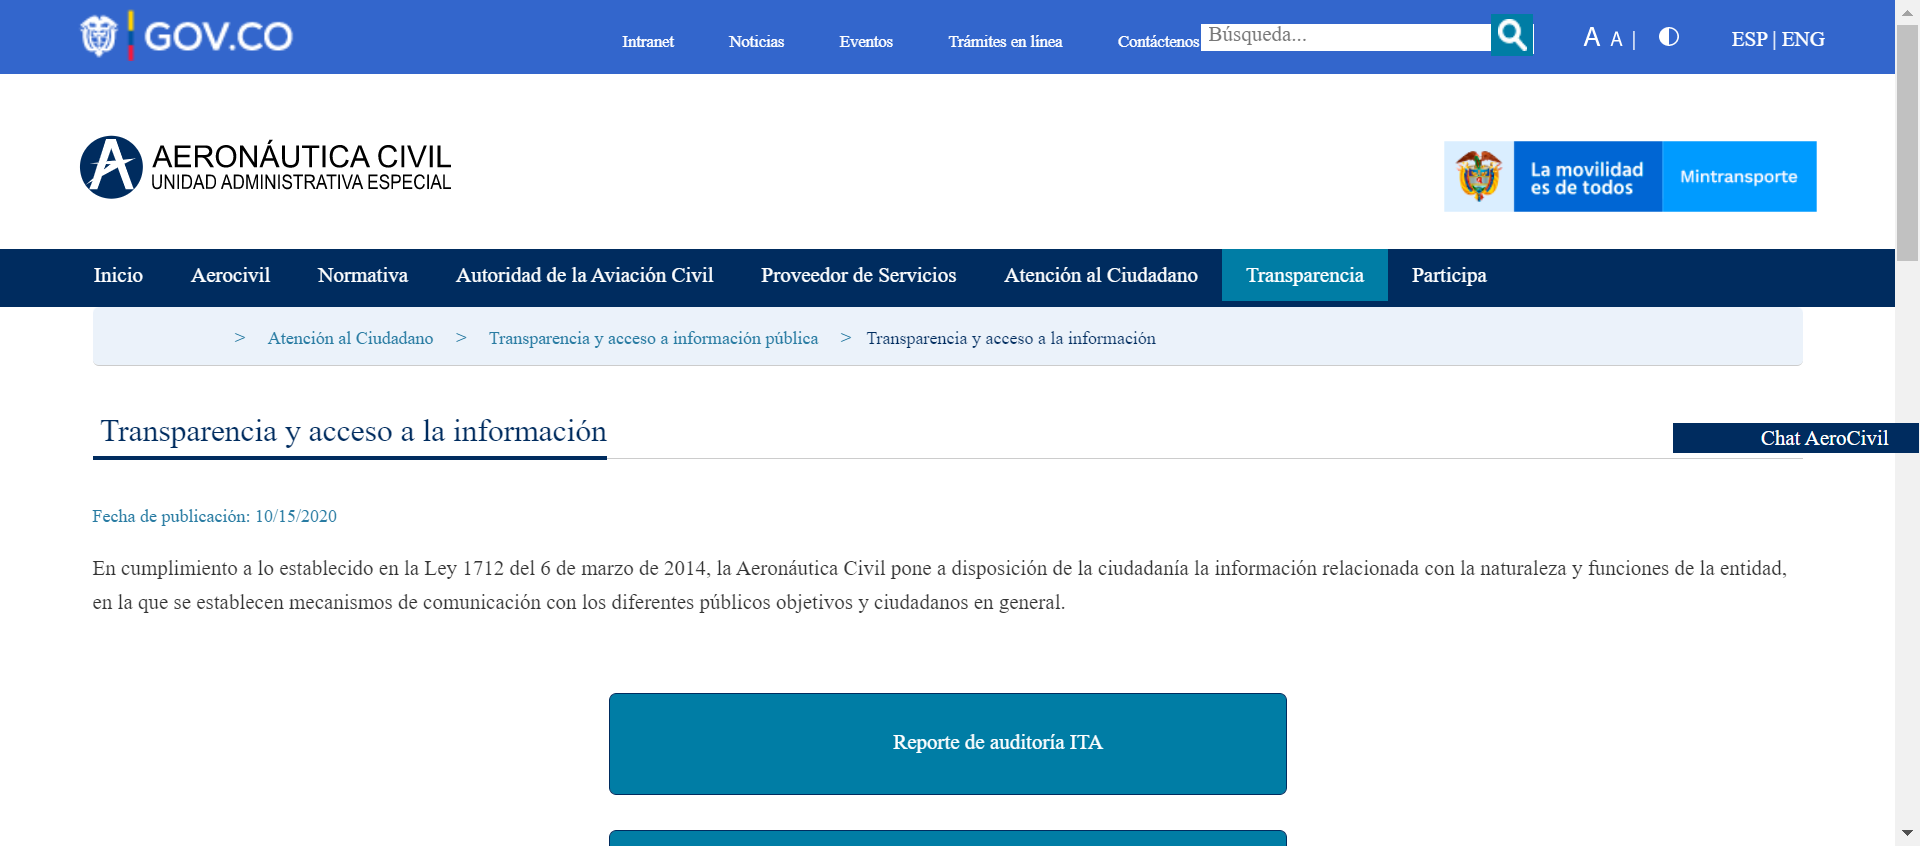 GOV.CO
Intranet Noticias Eventos Trámites en línea Contáctenos Búsqueda... A A | ESP | ENG
AERONÁUTICA CIVIL
UNIDAD ADMINISTRATIVA ESPECIAL
La movilidad
es de todos
Mintransporte
Inicio Aerocivil Normativa Autoridad de la Aviación Civil Proveedor de Servicios Atención al Ciudadano Transparencia Participa
> Atención al Ciudadano > Transparencia y acceso a información pública > Transparencia y acceso a la información
Transparencia y acceso a la información
Chat AeroCivil
Fecha de publicación: 10/15/2020
En cumplimiento a lo establecido en la Ley 1712 del 6 de marzo de 2014, la Aeronáutica Civil pone a disposición de la ciudadanía la información relacionada con la naturaleza y funciones de la entidad,
en la que se establecen mecanismos de comunicación con los diferentes públicos objetivos y ciudadanos en general.
Reporte de auditoría ITA